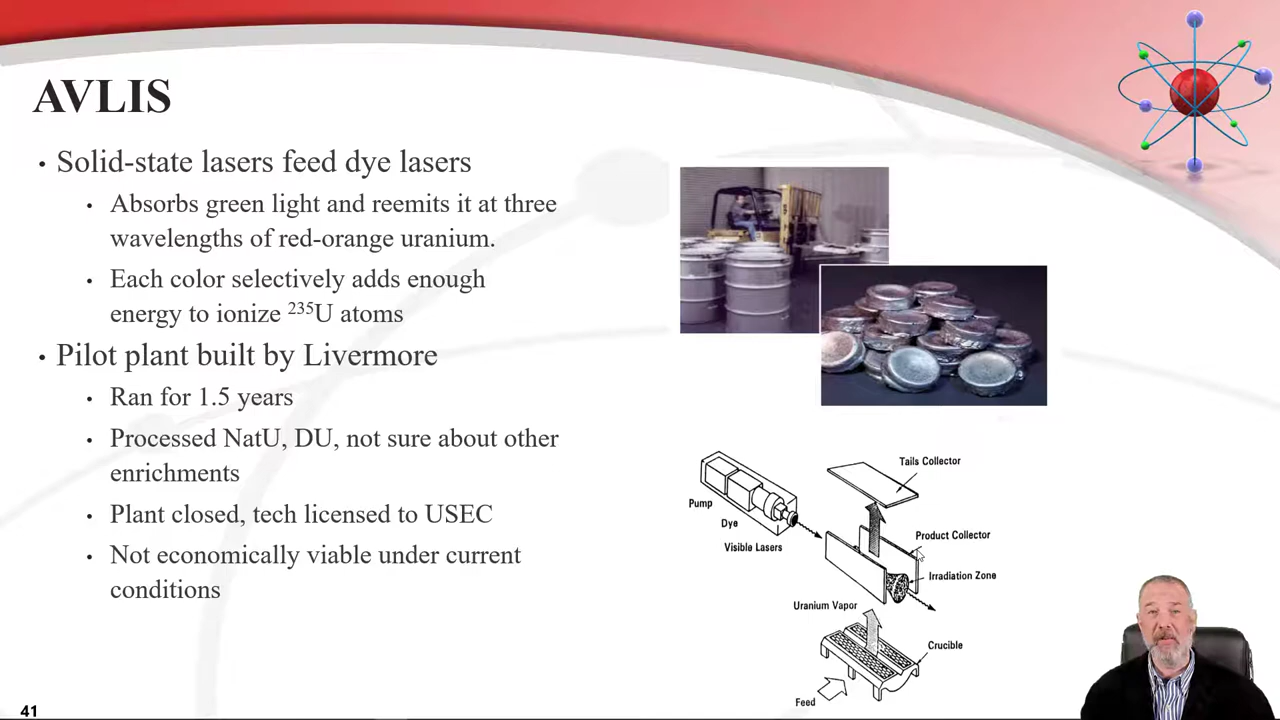 AVLIS
• Solid-state lasers feed dye lasers
• Absorbs green light and reemits it at three
wavelengths of red-orange uranium.
• Each color selectively adds enough
energy to ionize ²³⁵U atoms
• Pilot plant built by Livermore
• Ran for 1.5 years
• Processed NatU, DU, not sure about other
enrichments
• Plant closed, tech licensed to USEC
• Not economically viable under current
conditions
Tails Collector
Pump
Dye
Visible Lasers
Product Collector
Irradiation Zone
Uranium Vapor
Crucible
Feed
41